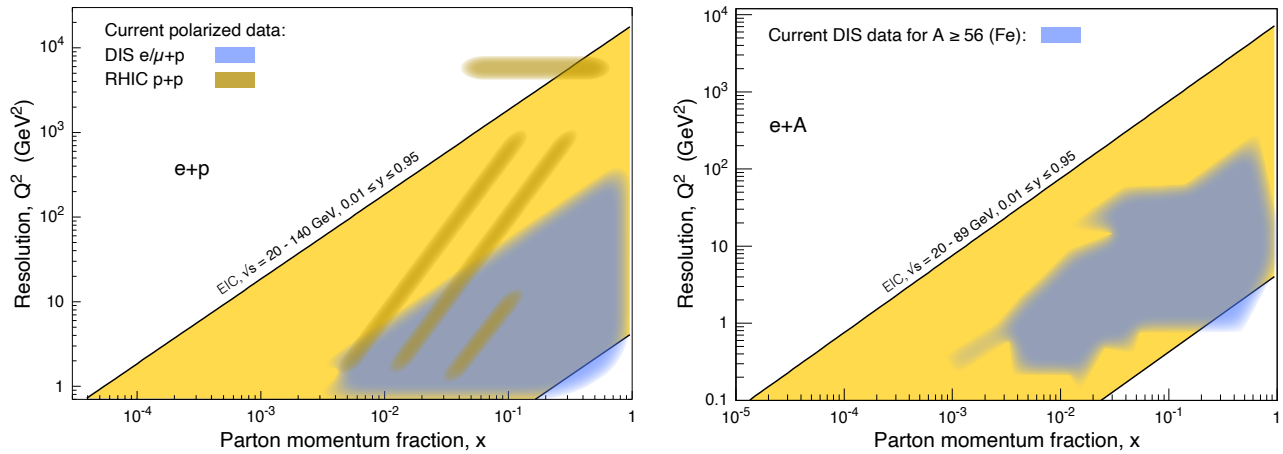 Current polarized data:
DIS e/μ+p
RHIC p+p
e+p
EIC, √s = 20 - 140 GeV, 0.01 ≤ y ≤ 0.95
Resolution, Q² (GeV²)
10⁴
10³
10²
10
1
10⁻⁴
10⁻³
10⁻²
10⁻¹
1
Parton momentum fraction, x
Current DIS data for A ≥ 56 (Fe):
e+A
EIC, √s = 20 - 89 GeV, 0.01 ≤ y ≤ 0.95
Resolution, Q² (GeV²)
10⁴
10³
10²
10
1
0.1
10⁻⁵
10⁻⁴
10⁻³
10⁻²
10⁻¹
1
Parton momentum fraction, x